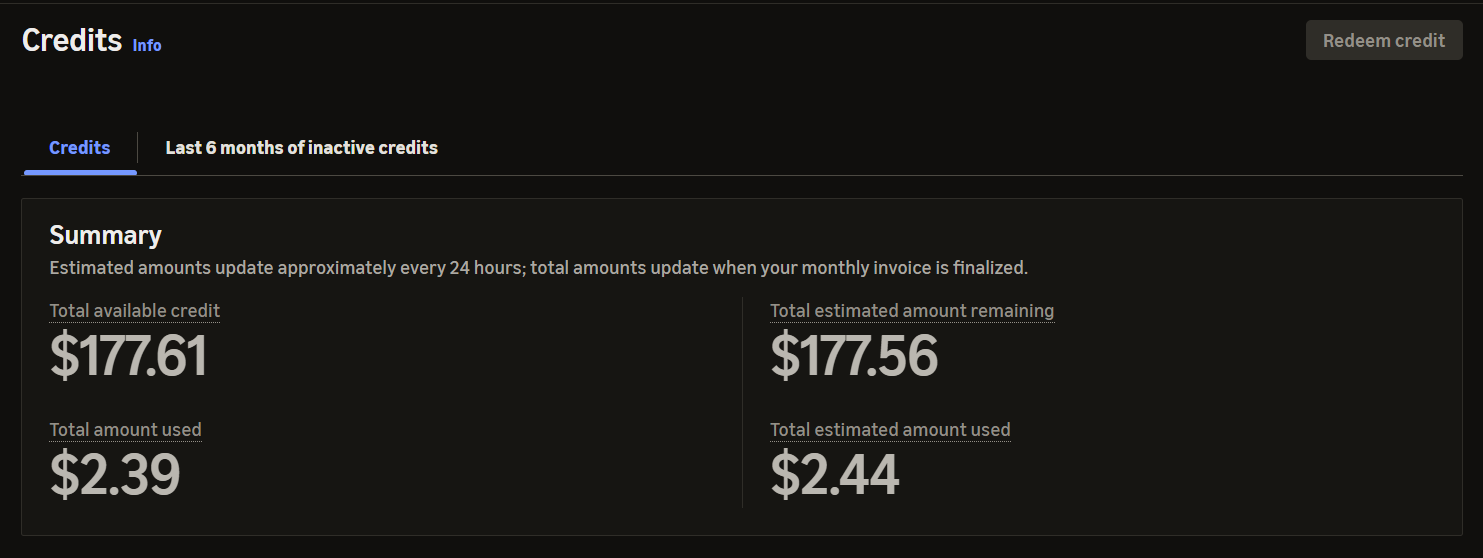 Credits Info
Redeem credit
Credits
Last 6 months of inactive credits
Summary
Estimated amounts update approximately every 24 hours; total amounts update when your monthly invoice is finalized.
Total available credit
$177.61
Total estimated amount remaining
$177.56
Total amount used
$2.39
Total estimated amount used
$2.44